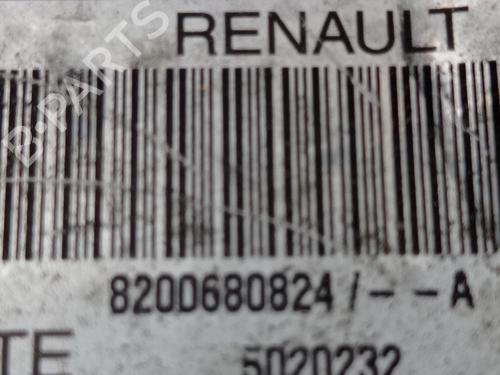 RENAULT
B-PARTS
8200680824/--A
TE
5020232